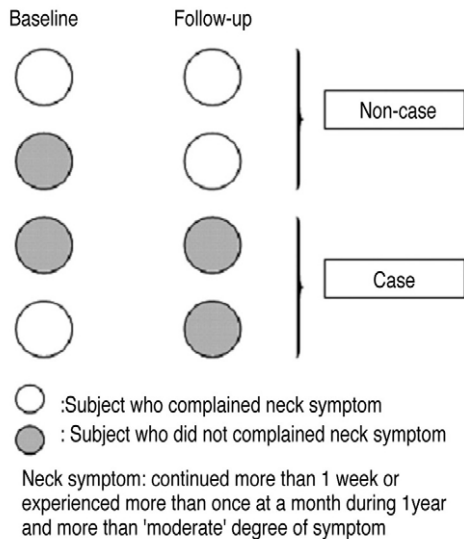 Baseline Follow-up
Non-case
Case
:Subject who complained neck symptom
: Subject who did not complained neck symptom
Neck symptom: continued more than 1 week or
experienced more than once at a month during 1year
and more than 'moderate' degree of symptom